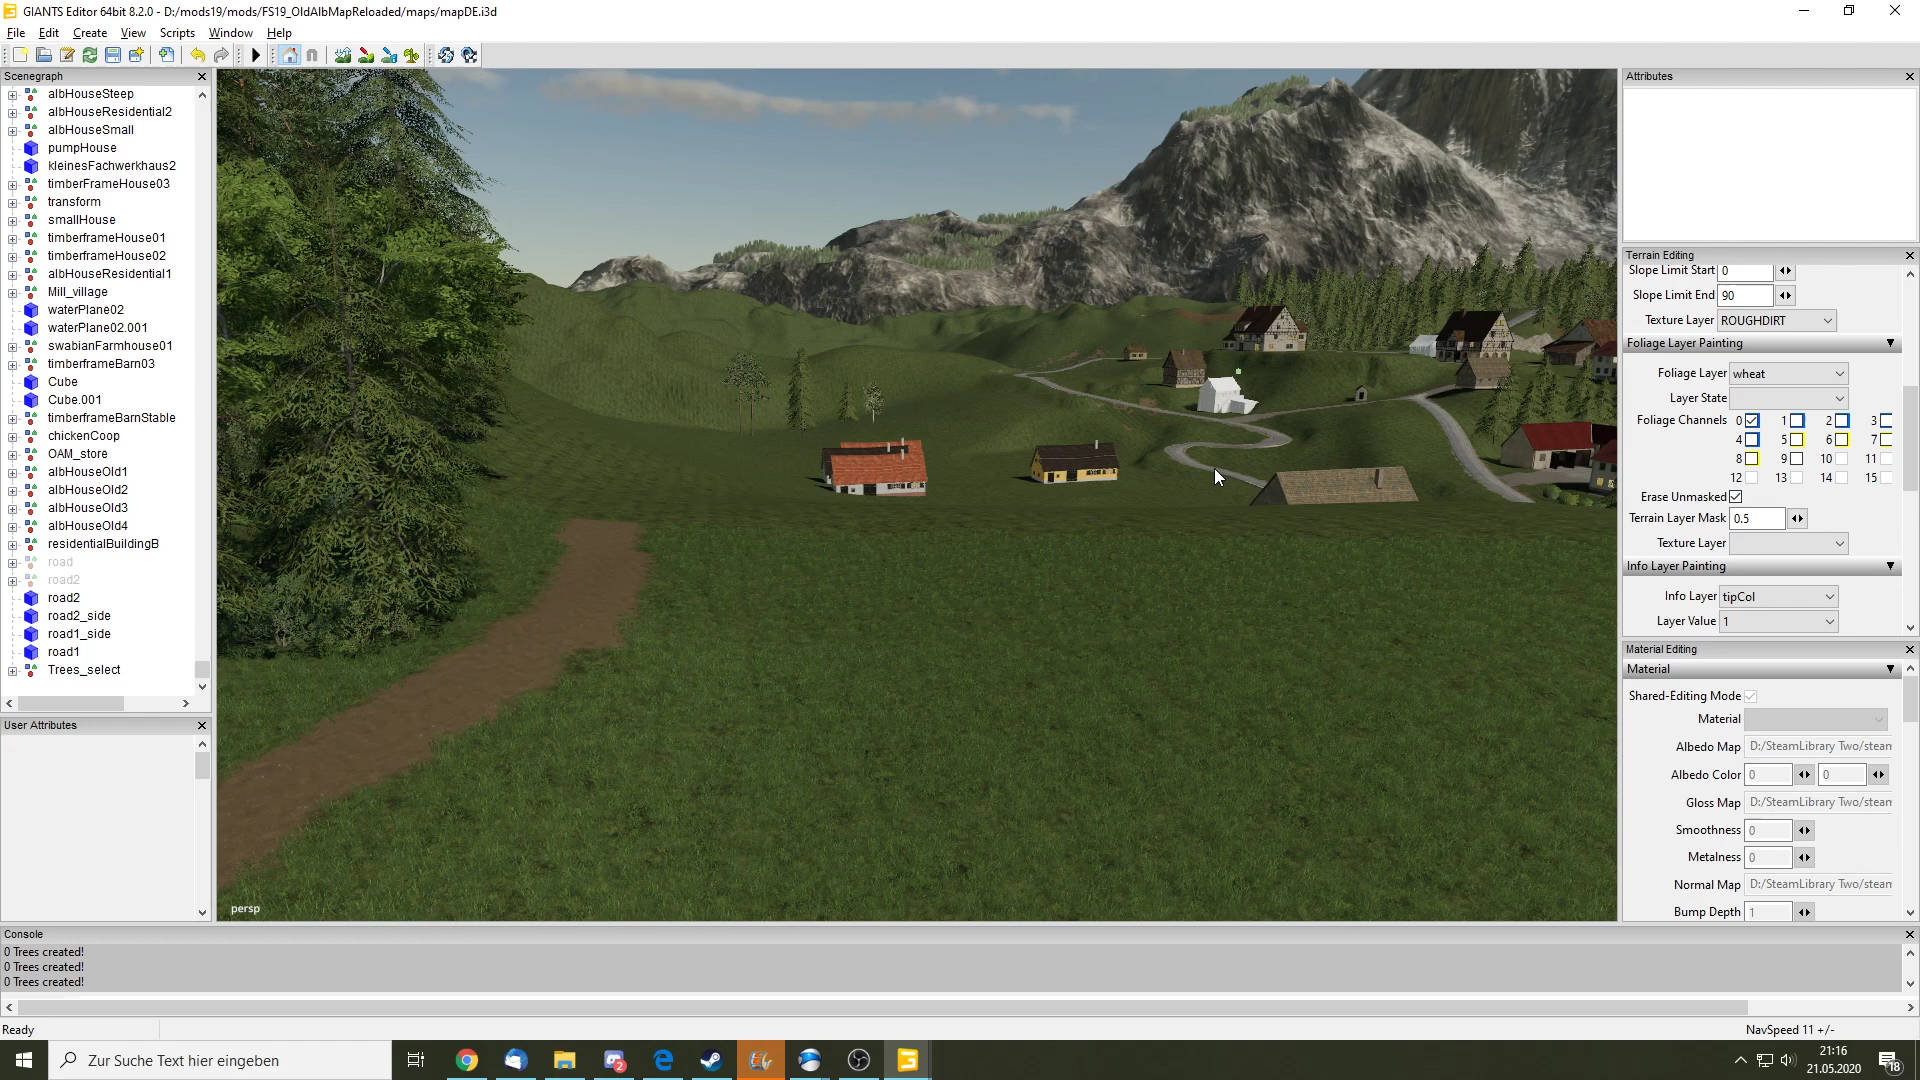 GIANTS Editor 64bit 8.2.0 - D:/mods19/mods/FS19_OldAlbMapReloaded/maps/mapDE.i3d
File Edit Create View Scripts Window Help
Scenegraph
albHouseSteep
albHouseResidential2
albHouseSmall
pumpHouse
kleinesFachwerkhaus2
timberFrameHouse03
transform
smallHouse
timberframeHouse01
timberframeHouse02
albHouseResidential1
Mill_village
waterPlane02
waterPlane02.001
swabianFarmhouse01
timberframeBarn03
Cube
Cube.001
timberframeBarnStable
chickenCoop
OAM_store
albHouseOld1
albHouseOld2
albHouseOld3
albHouseOld4
residentialBuildingB
road
road2
road2
road2_side
road1_side
road1
Trees_select
User Attributes
persp
Attributes
Terrain Editing
Slope Limit Start 0
Slope Limit End 90
Texture Layer ROUGHDIRT
Foliage Layer Painting
Foliage Layer wheat
Layer State
Foliage Channels 0 1 2 3
4 5 6 7
8 9 10 11
12 13 14 15
Erase Unmasked
Terrain Layer Mask 0.5
Texture Layer
Info Layer Painting
Info Layer tipCol
Layer Value 1
Material Editing
Material
Shared-Editing Mode
Material
Albedo Map D:/SteamLibrary Two/steam
Albedo Color 0 0
Gloss Map D:/SteamLibrary Two/steam
Smoothness 0
Metalness 0
Normal Map D:/SteamLibrary Two/steam
Bump Depth 1
Console
0 Trees created!
0 Trees created!
0 Trees created!
Ready
NavSpeed 11 +/-
Zur Suche Text hier eingeben
2
21:16
21.05.2020
18